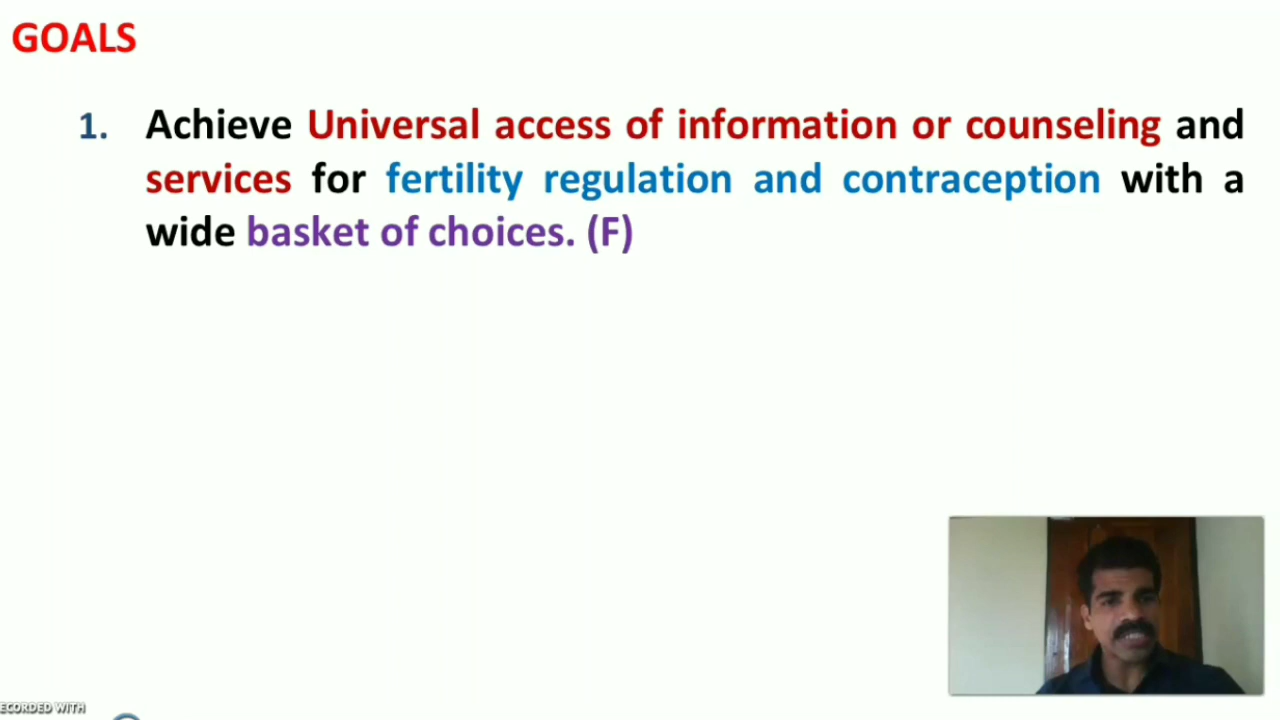 GOALS
1. Achieve Universal access of information or counseling and
services for fertility regulation and contraception with a
wide basket of choices. (F)
ECORDED WITH